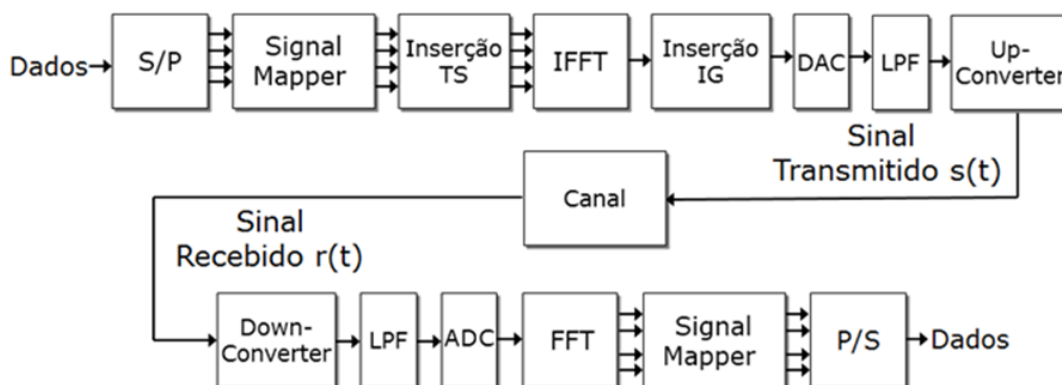 Dados
S/P
Signal
Mapper
Inserção
TS
IFFT
Inserção
IG
DAC
LPF
Up-
Converter
Sinal
Transmitido s(t)
Canal
Sinal
Recebido r(t)
Down-
Converter
LPF
ADC
FFT
Signal
Mapper
P/S
Dados